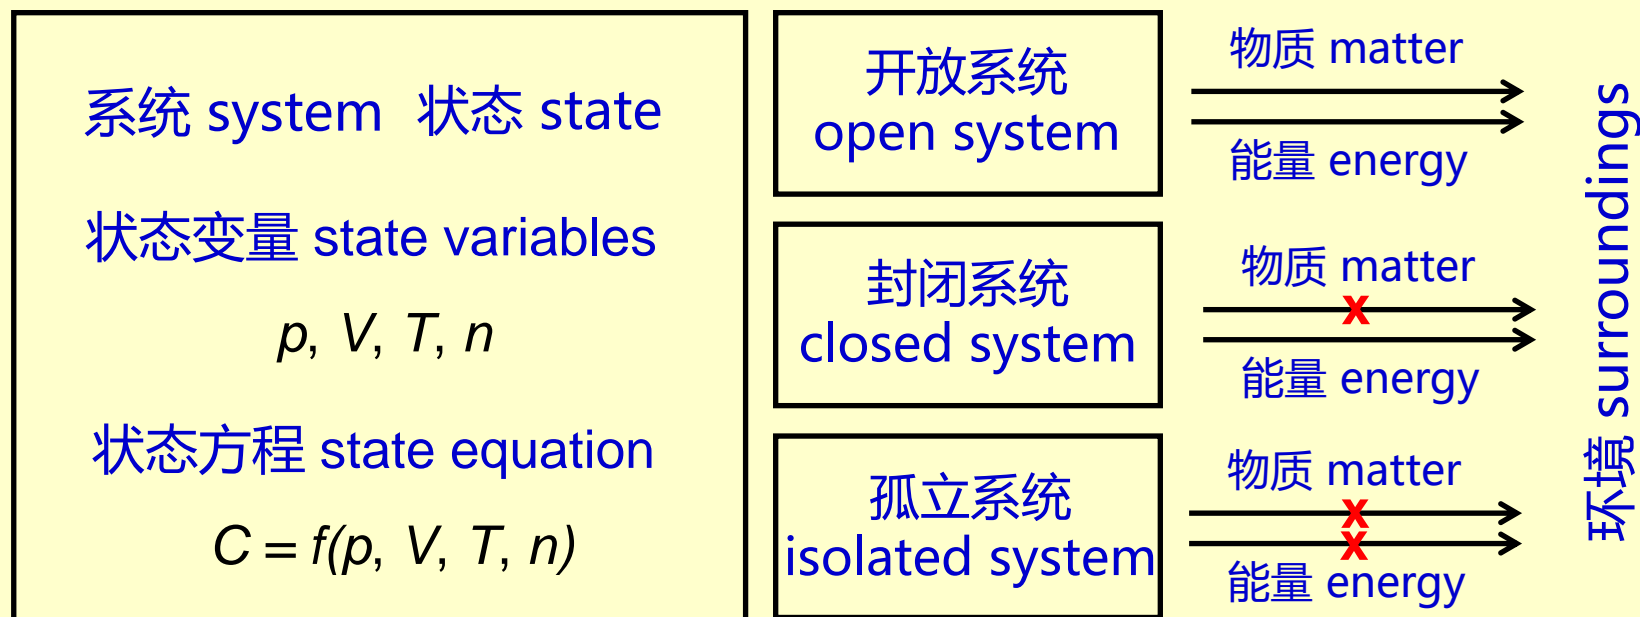 系统 system 状态 state
状态变量 state variables
p, V, T, n
状态方程 state equation
C = f(p, V, T, n)
开放系统
open system
物质 matter
能量 energy
封闭系统
closed system
物质 matter
x
能量 energy
孤立系统
isolated system
物质 matter
x
x
能量 energy
环境 surroundings